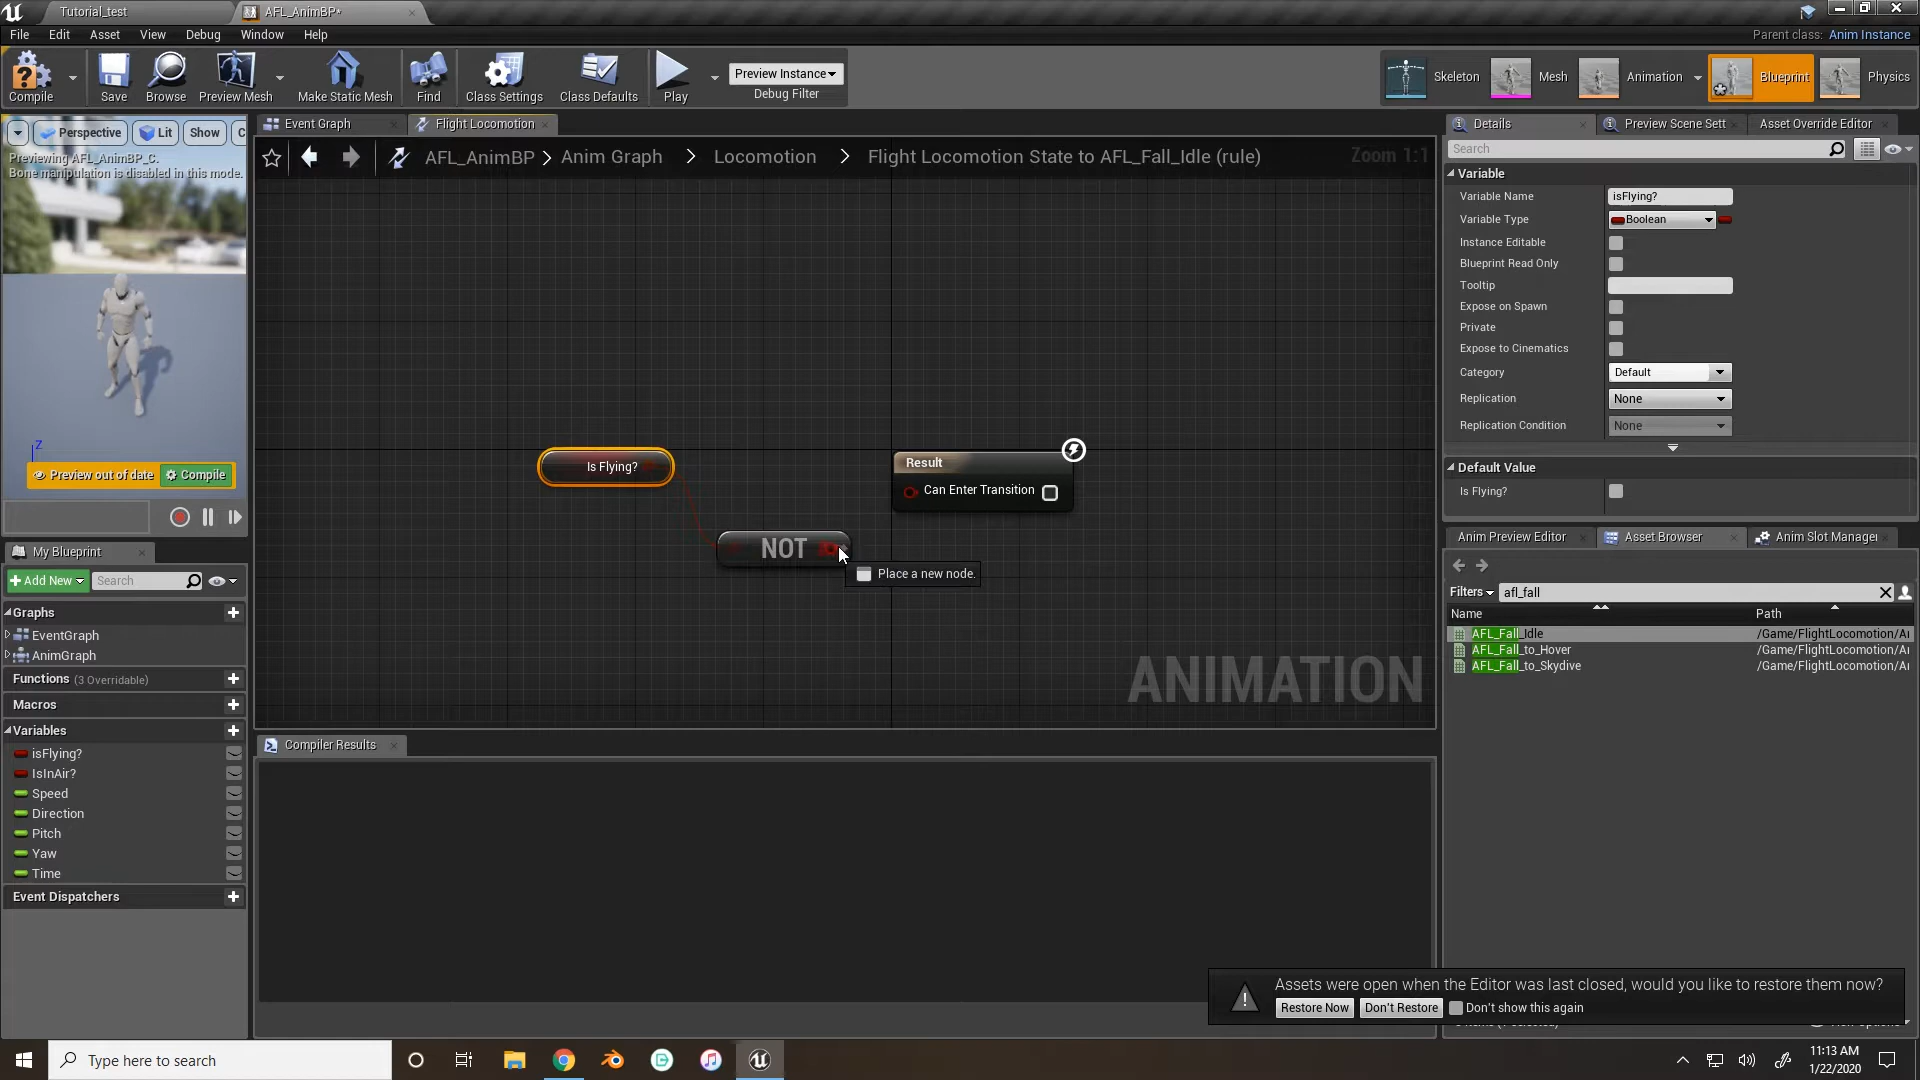 Tutorial_test
AFL_AnimBP*
File Edit Asset View Debug Window Help
Parent class: Anim Instance
Compile
Save
Browse
Preview Mesh
Make Static Mesh
Find
Class Settings
Class Defaults
Play
Preview Instance
Debug Filter
Skeleton
Mesh
Animation
Blueprint
Physics
Perspective
Lit
Show
Previewing AFL_AnimBP_C.
Bone manipulation is disabled in this mode.
Z
Preview out of date
Compile
Event Graph
Flight Locomotion
AFL_AnimBP > Anim Graph > Locomotion > Flight Locomotion State to AFL_Fall_Idle (rule)
Zoom 1:1
Is Flying?
NOT
Place a new node.
Result
Can Enter Transition
ANIMATION
Compiler Results
My Blueprint
Add New
Search
Graphs
EventGraph
AnimGraph
Functions (3 Overridable)
Macros
Variables
isFlying?
IsInAir?
Speed
Direction
Pitch
Yaw
Time
Event Dispatchers
Details
Preview Scene Sett
Asset Override Editor
Search
Variable
Variable Name isFlying?
Variable Type Boolean
Instance Editable
Blueprint Read Only
Tooltip
Expose on Spawn
Private
Expose to Cinematics
Category Default
Replication None
Replication Condition None
Default Value
Is Flying?
Anim Preview Editor
Asset Browser
Anim Slot Manager
Filters afl_fall
Name Path
AFL_Fall_Idle /Game/FlightLocomotion/A
AFL_Fall_to_Hover /Game/FlightLocomotion/A
AFL_Fall_to_Skydive /Game/FlightLocomotion/A
Assets were open when the Editor was last closed, would you like to restore them now?
Restore Now Don't Restore Don't show this again
Type here to search
11:13 AM
1/22/2020